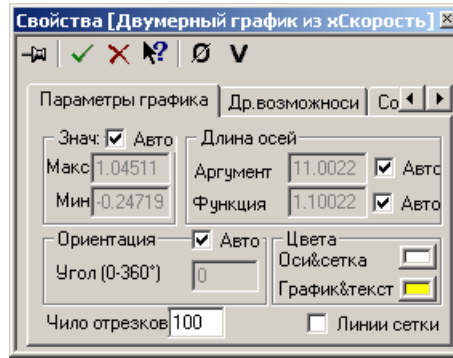 Свойства [Двумерный график из xСкорость]
Ø V
Параметры графика Др.возможноси Со
Знач: Авто Длина осей
Макс 1.04511 Аргумент 11.0022 Авто
Мин -0.24719 Функция 1.10022 Авто
Ориентация Авто Цвета
Оси&сетка
Угол (0-360°) 0
График&текст
Чило отрезков 100 Линии сетки